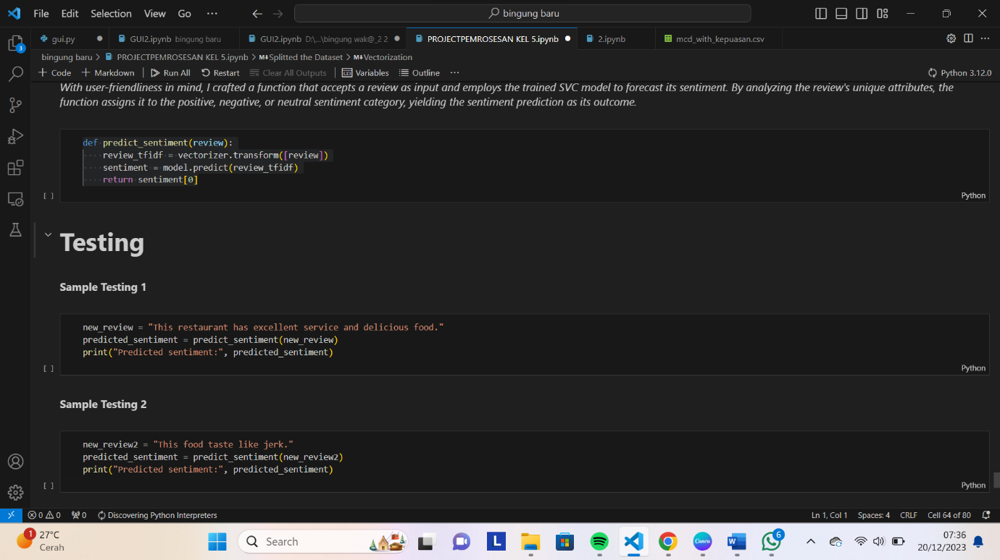 File Edit Selection View Go ··· bingung baru
gui.py GUI2.ipynb bingung baru GUI2.ipynb D:\...\bingung wak@_2 2 PROJECTPEMROSESAN KEL 5.ipynb 2.ipynb mcd_with_kepuasan.csv
bingung baru > PROJECTPEMROSESAN KEL 5.ipynb > M↓Splitted the Dataset > M↓Vectorization
+ Code + Markdown Run All Restart Clear All Outputs Variables Outline ··· Python 3.12.0
With user-friendliness in mind, I crafted a function that accepts a review as input and employs the trained SVC model to forecast its sentiment. By analyzing the review's unique attributes, the
function assigns it to the positive, negative, or neutral sentiment category, yielding the sentiment prediction as its outcome.
def predict_sentiment(review):
review_tfidf = vectorizer.transform([review])
sentiment = model.predict(review_tfidf)
return sentiment[0]
[ ] Python
Testing
Sample Testing 1
new_review = "This restaurant has excellent service and delicious food."
predicted_sentiment = predict_sentiment(new_review)
print("Predicted sentiment:", predicted_sentiment)
[ ] Python
Sample Testing 2
new_review2 = "This food taste like jerk."
predicted_sentiment = predict_sentiment(new_review2)
print("Predicted sentiment:", predicted_sentiment)
[ ] Python
3
0 0 0 Discovering Python Interpreters Ln 1, Col 1 Spaces: 4 CRLF Cell 64 of 80
1 27°C Search L Canva W 6 07:36
Cerah 20/12/2023